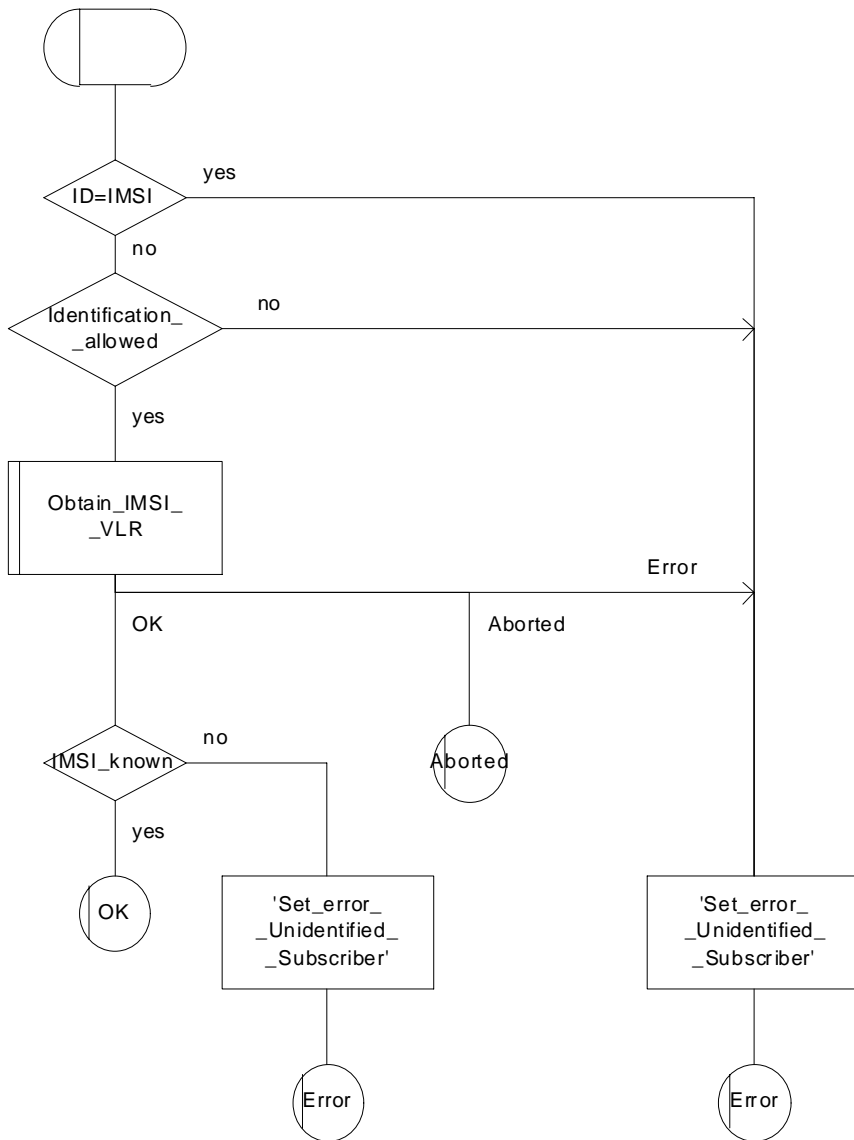 yes
ID=IMSI
no
Identification_
_allowed
no
yes
Obtain_IMSI_
_VLR
Error
OK
Aborted
no
IMSI_known
Aborted
yes
OK
'Set_error_
_Unidentified_
_Subscriber'
'Set_error_
_Unidentified_
_Subscriber'
Error
Error